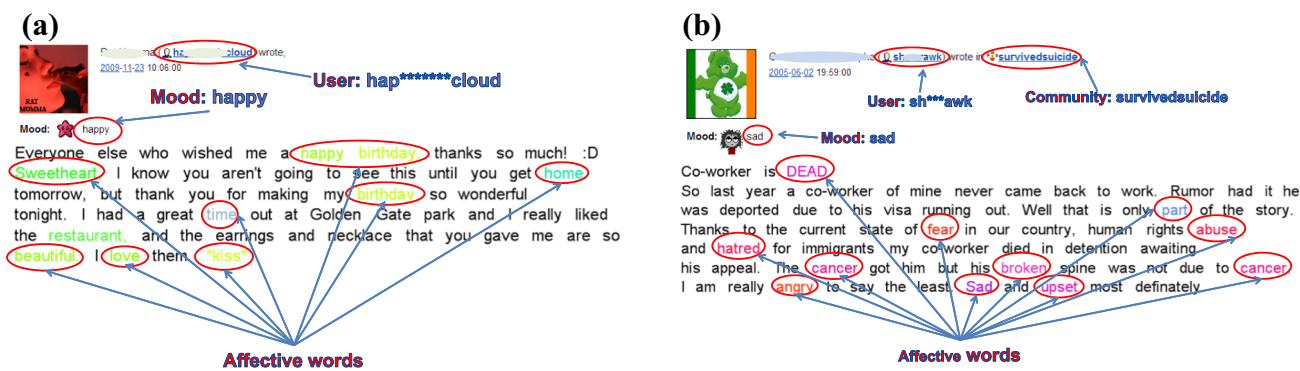 (a)
hap cloud) wrote,
2009-11-23 10:06:00
User: hap*******cloud
RAT MOMMA
Mood: happy
Mood: happy
Everyone else who wished me a happy birthday thanks so much! :D
Sweetheart I know you aren't going to see this until you get home
tomorrow, but thank you for making my birthday so wonderful
tonight. I had a great time out at Golden Gate park and I really liked
the restaurant, and the earrings and necklace that you gave me are so
beautiful I love them *kiss*
Affective words
(b)
sh rawk) wrote in survivedsuicide
2005-06-02 19:59:00
User: sh***awk
Community: survivedsuicide
Mood: sad
Mood: sad
Co-worker is DEAD
So last year a co-worker of mine never came back to work. Rumor had it he
was deported due to his visa running out. Well that is only part of the story.
Thanks to the current state of fear in our country, human rights abuse
and hatred for immigrants my co-worker died in detention awaiting
his appeal. The cancer got him but his broken spine was not due to cancer
I am really angry to say the least. Sad and upset most definately
Affective words